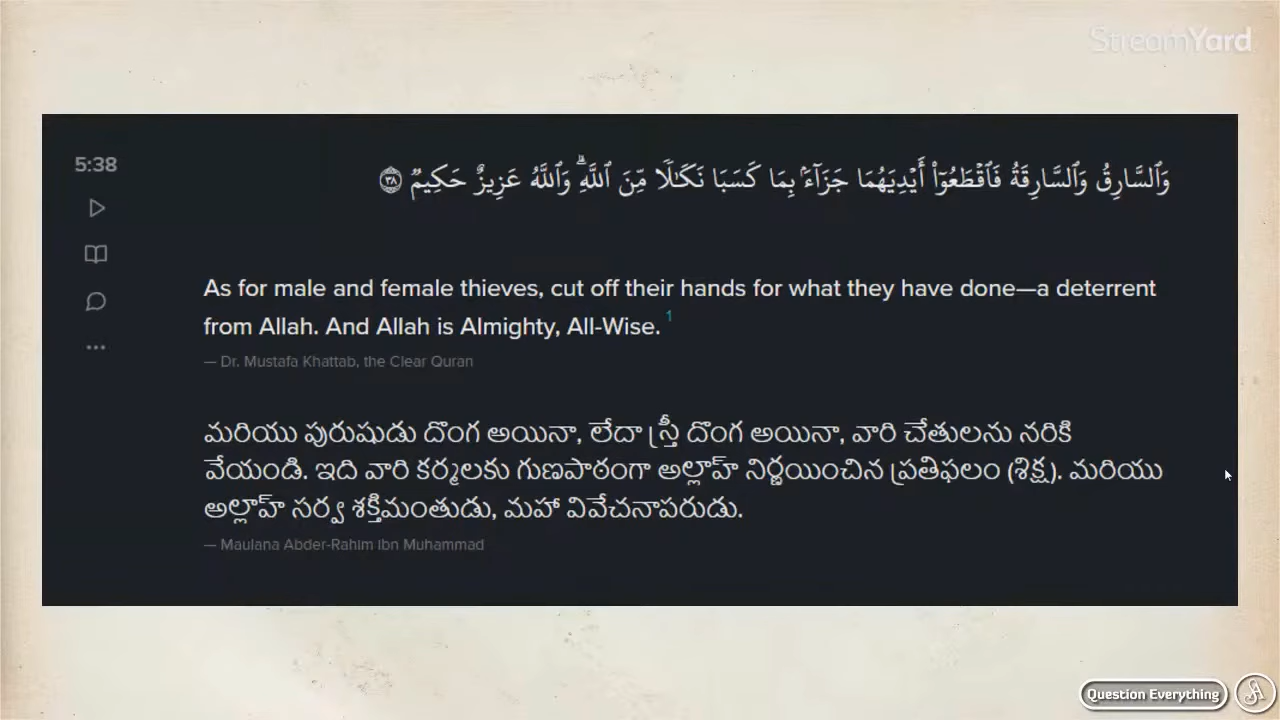 StreamYard
5:38
وَٱلسَّارِقُ وَٱلسَّارِقَةُ فَٱقْطَعُوٓا۟ أَيْدِيَهُمَا جَزَآءًۢ بِمَا كَسَبَا نَكَـٰلًا مِّنَ ٱللَّهِ ۗ وَٱللَّهُ عَزِيزٌ حَكِيمٌۭ ٣٨
As for male and female thieves, cut off their hands for what they have done—a deterrent
from Allah. And Allah is Almighty, All-Wise. 1
— Dr. Mustafa Khattab, the Clear Quran
మరియు పురుషుడు దొంగ అయినా, లేదా స్త్రీ దొంగ అయినా, వారి చేతులను నరికి
వేయండి. ఇది వారి కర్మలకు గుణపాఠంగా అల్లాహ్ నిర్ణయించిన ప్రతిఫలం (శిక్ష). మరియు
అల్లాహ్ సర్వ శక్తిమంతుడు, మహా వివేచనాపరుడు.
— Maulana Abder-Rahim ibn Muhammad
Question Everything